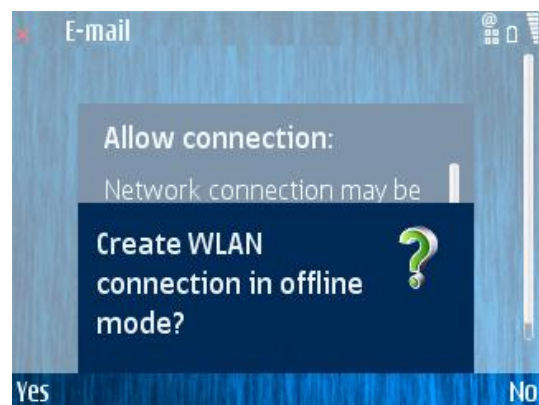 E-mail
@
Allow connection:
Network connection may be
Create WLAN
connection in offline
mode?
Yes
No